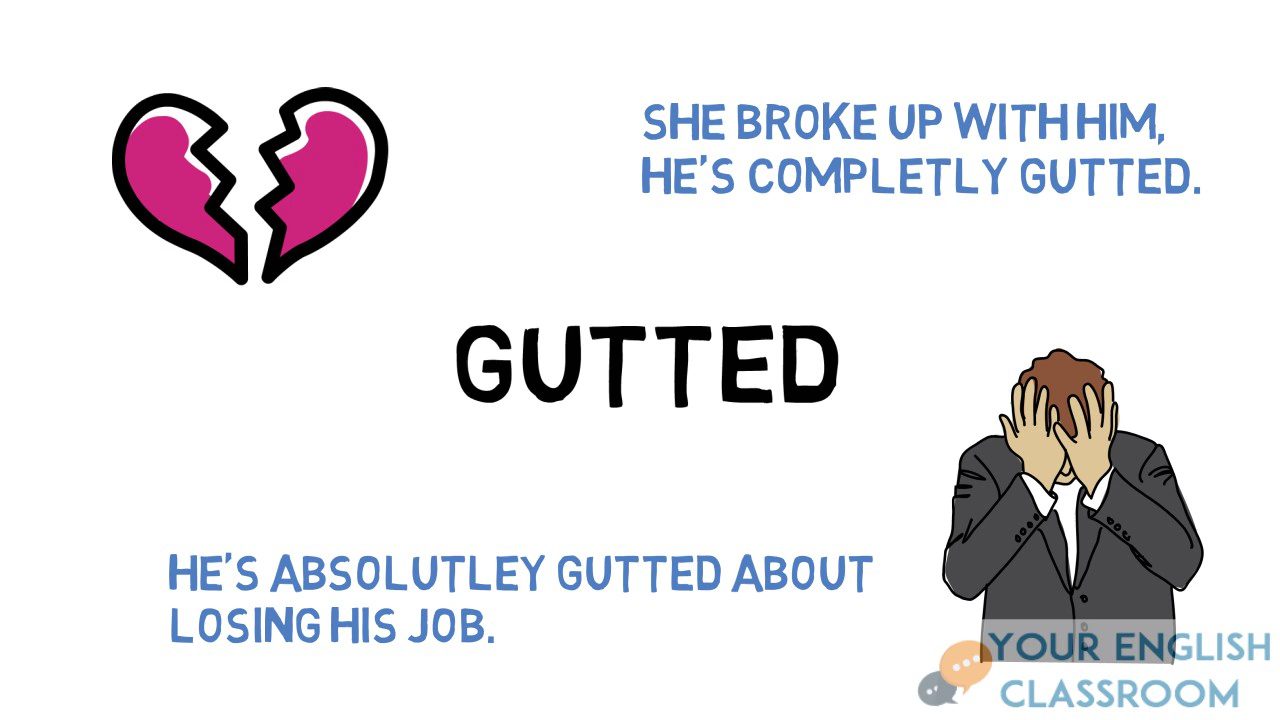 SHE BROKE UP WITH HIM,
HE'S COMPLETLY GUTTED.
GUTTED
HE'S ABSOLUTLEY GUTTED ABOUT
LOSING HIS JOB.
YOUR ENGLISH
CLASSROOM